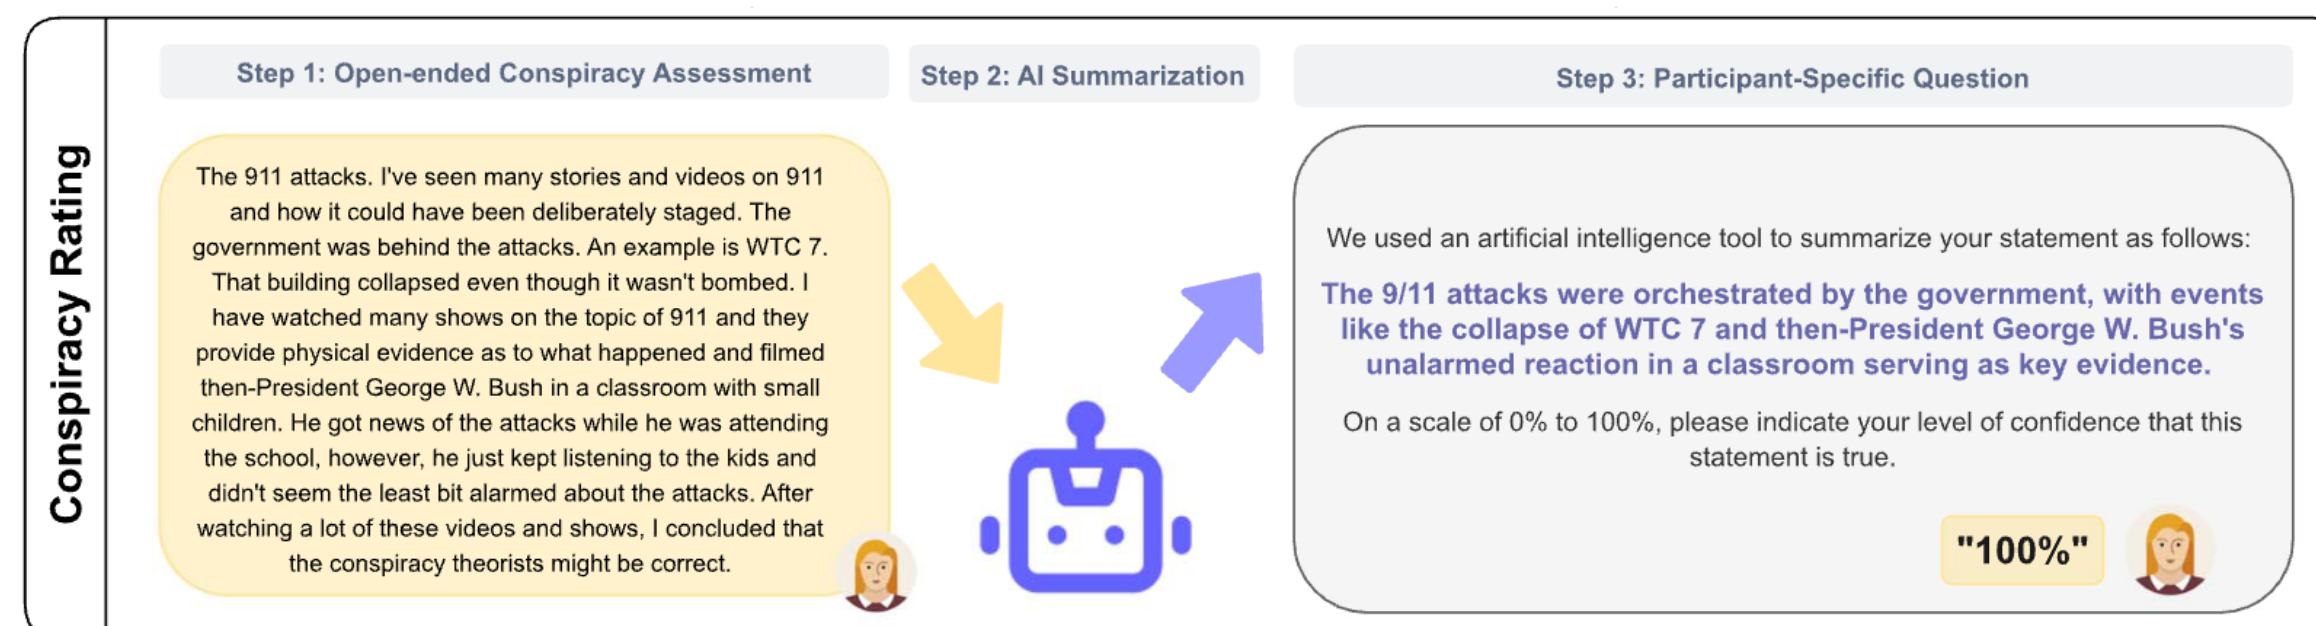 Conspiracy Rating
Step 1: Open-ended Conspiracy Assessment
The 911 attacks. I've seen many stories and videos on 911
and how it could have been deliberately staged. The
government was behind the attacks. An example is WTC 7.
That building collapsed even though it wasn't bombed. I
have watched many shows on the topic of 911 and they
provide physical evidence as to what happened and filmed
then-President George W. Bush in a classroom with small
children. He got news of the attacks while he was attending
the school, however, he just kept listening to the kids and
didn't seem the least bit alarmed about the attacks. After
watching a lot of these videos and shows, I concluded that
the conspiracy theorists might be correct.
Step 2: AI Summarization
Step 3: Participant-Specific Question
We used an artificial intelligence tool to summarize your statement as follows:
The 9/11 attacks were orchestrated by the government, with events
like the collapse of WTC 7 and then-President George W. Bush's
unalarmed reaction in a classroom serving as key evidence.
On a scale of 0% to 100%, please indicate your level of confidence that this
statement is true.
"100%"